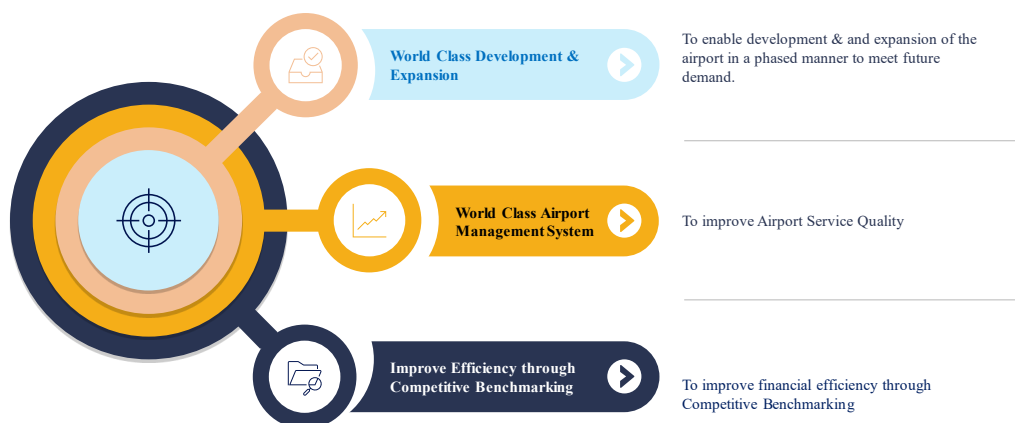 World Class Development &
Expansion
To enable development & and expansion of the
airport in a phased manner to meet future
demand.
World Class Airport
Management System
To improve Airport Service Quality
Improve Efficiency through
Competitive Benchmarking
To improve financial efficiency through
Competitive Benchmarking